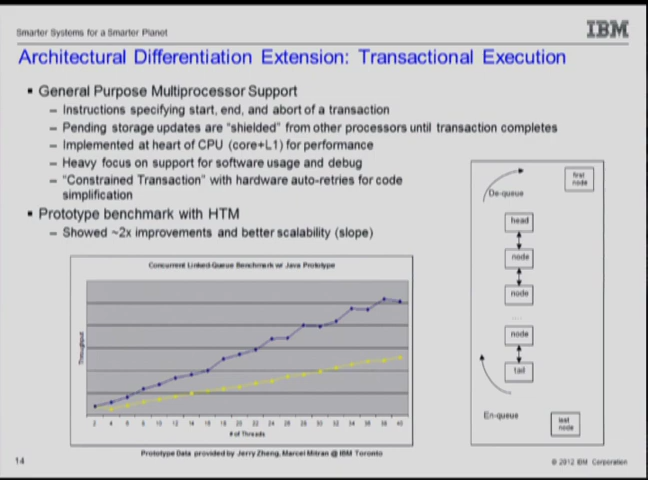 Smarter Systems for a Smarter Planet
IBM
Architectural Differentiation Extension: Transactional Execution
▪ General Purpose Multiprocessor Support
– Instructions specifying start, end, and abort of a transaction
– Pending storage updates are “shielded” from other processors until transaction completes
– Implemented at heart of CPU (core+L1) for performance
– Heavy focus on support for software usage and debug
– “Constrained Transaction” with hardware auto-retries for code
simplification
▪ Prototype benchmark with HTM
– Showed ~2x improvements and better scalability (slope)
Concurrent Linked-Queue Benchmark w/ Java Prototype
Throughput
2 4 6 8 10 12 14 16 18 20 22 24 26 28 30 32 34 36 38 40
# of Threads
Prototype Data provided by Jerry Zheng, Marcel Mitran @ IBM Toronto
first
node
De-queue
head
node
node
....
node
tail
En-queue
last
node
14
© 2012 IBM Corporation